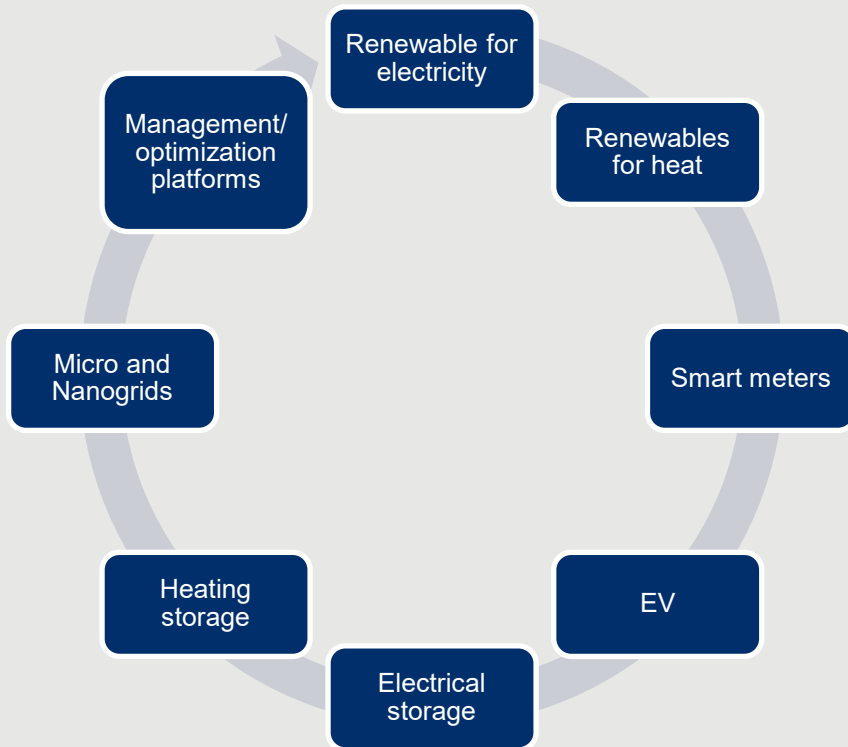 Renewable for
electricity
Renewables
for heat
Smart meters
EV
Electrical
storage
Heating
storage
Micro and
Nanogrids
Management/
optimization
platforms